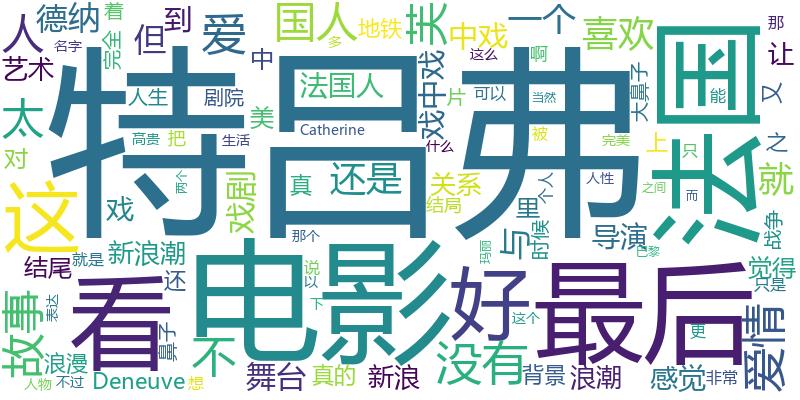 德纳 着 到 爱 国人 地铁 芙 一个 喜欢 那
人 完全 但 中 多 中戏 这么 啊 国 让
名字 艺术 特吕弗 法国人 片 可以 当然 大鼻子 能 又
太 人生 剧院 美 Catherine 戏中戏 被 完美 法 之
对 高贵 把 生活 什么 上 只
这 两个 真 还是 关系 个人 人性 就
戏 戏剧 结局 里 之间 而 战争
新浪潮 那个 与 时候 导演 玛丽 巴黎
结尾 就是 还 电影 说 以 好 最后 觉得
故事 表达 看 下 这个 更 只是
浪漫 鼻子 不 没有 爱情
人物 不过 Deneuve 想 舞台 真的 新浪 背景 浪潮 感觉 非常